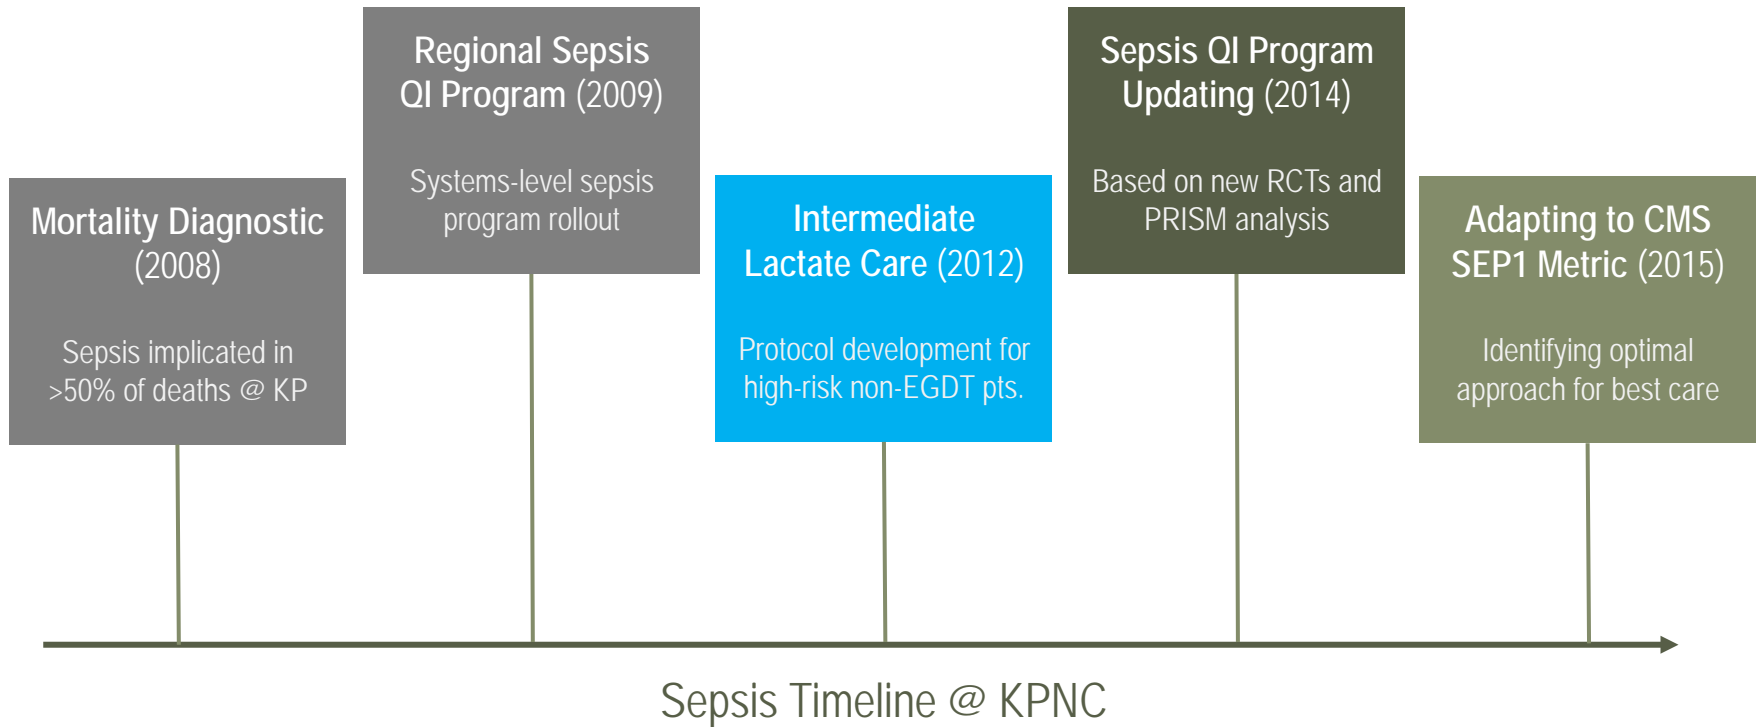 Mortality Diagnostic
(2008)
Sepsis implicated in
>50% of deaths @ KP
Regional Sepsis
QI Program (2009)
Systems-level sepsis
program rollout
Intermediate
Lactate Care (2012)
Protocol development for
high-risk non-EGDT pts.
Sepsis QI Program
Updating (2014)
Based on new RCTs and
PRISM analysis
Adapting to CMS
SEP1 Metric (2015)
Identifying optimal
approach for best care
Sepsis Timeline @ KPNC